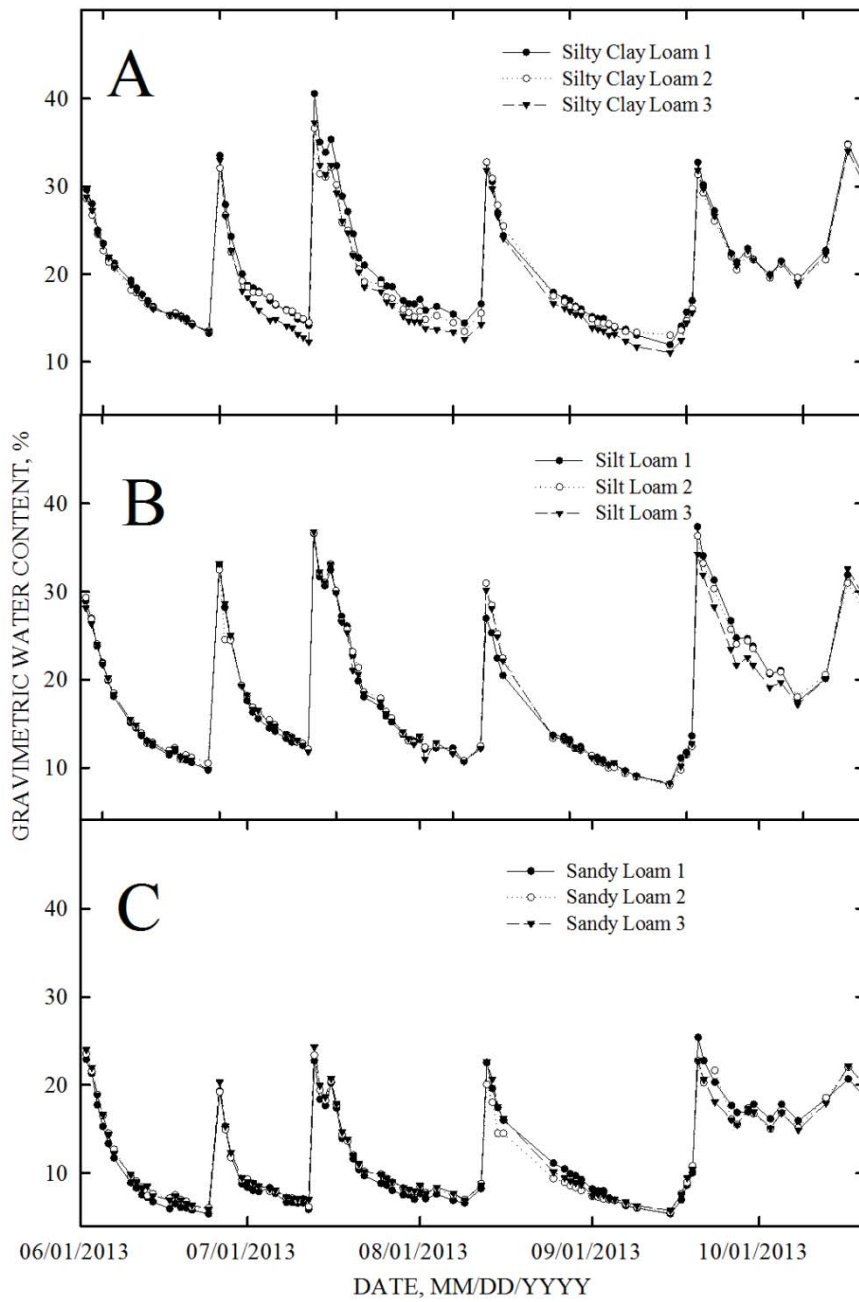 A
Silty Clay Loam 1
Silty Clay Loam 2
Silty Clay Loam 3
40
30
20
10
B
Silt Loam 1
Silt Loam 2
Silt Loam 3
40
30
20
10
GRAVIMETRIC WATER CONTENT, %
C
Sandy Loam 1
Sandy Loam 2
Sandy Loam 3
40
30
20
10
06/01/2013 07/01/2013 08/01/2013 09/01/2013 10/01/2013
DATE, MM/DD/YYYY